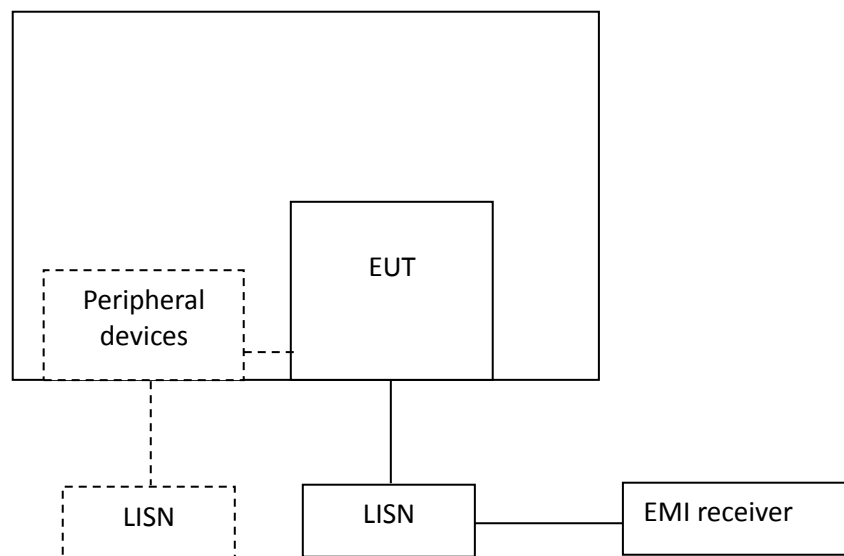 EUT
Peripheral
devices
LISN
LISN
EMI receiver